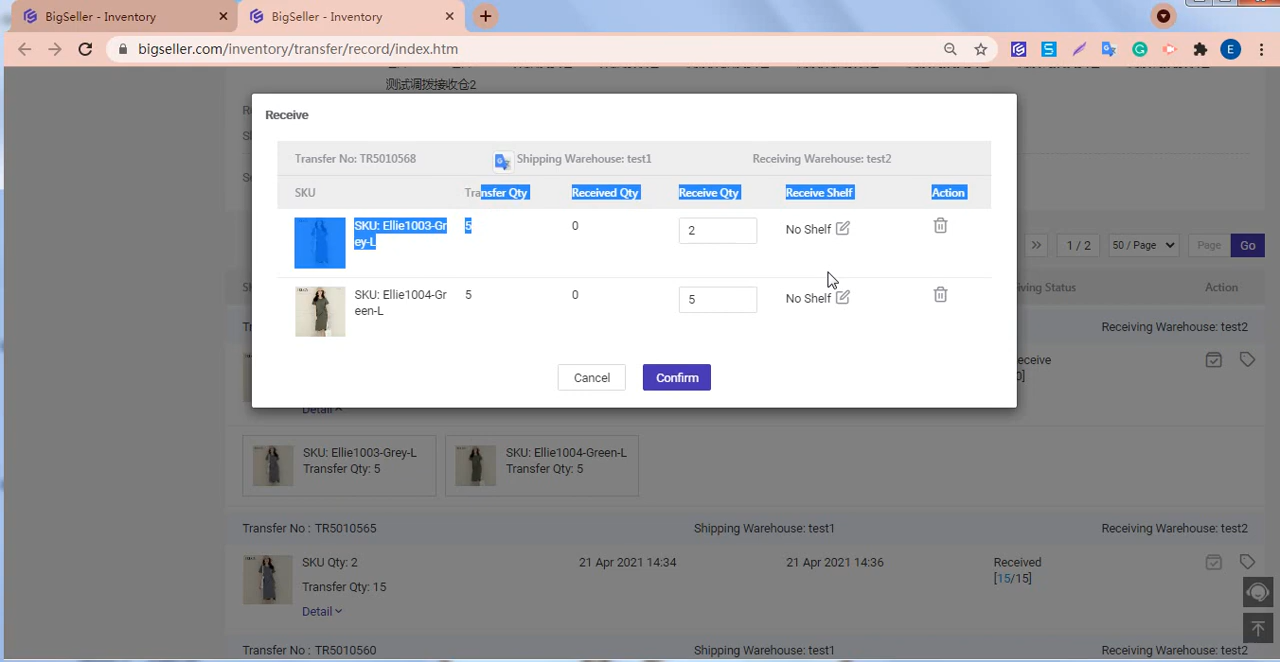 BigSeller - Inventory
BigSeller - Inventory
bigseller.com/inventory/transfer/record/index.htm
E
测试调拨接收仓2
Receive
Transfer No: TR5010568 Shipping Warehouse: test1 Receiving Warehouse: test2
SKU Transfer Qty Received Qty Receive Qty Receive Shelf Action
SKU: Ellie1003-Gr
ey-L
5 0 2 No Shelf
SKU: Ellie1004-Gr
een-L
5 0 5 No Shelf
Cancel Confirm
1 / 2 50 / Page Page Go
Action
Receiving Warehouse: test2
Detail
SKU: Ellie1003-Grey-L
Transfer Qty: 5
SKU: Ellie1004-Green-L
Transfer Qty: 5
Transfer No : TR5010565 Shipping Warehouse: test1 Receiving Warehouse: test2
SKU Qty: 2 21 Apr 2021 14:34 21 Apr 2021 14:36 Received
[15/15]
Transfer Qty: 15
Detail
Transfer No : TR5010560 Shipping Warehouse: test1 Receiving Warehouse: test2